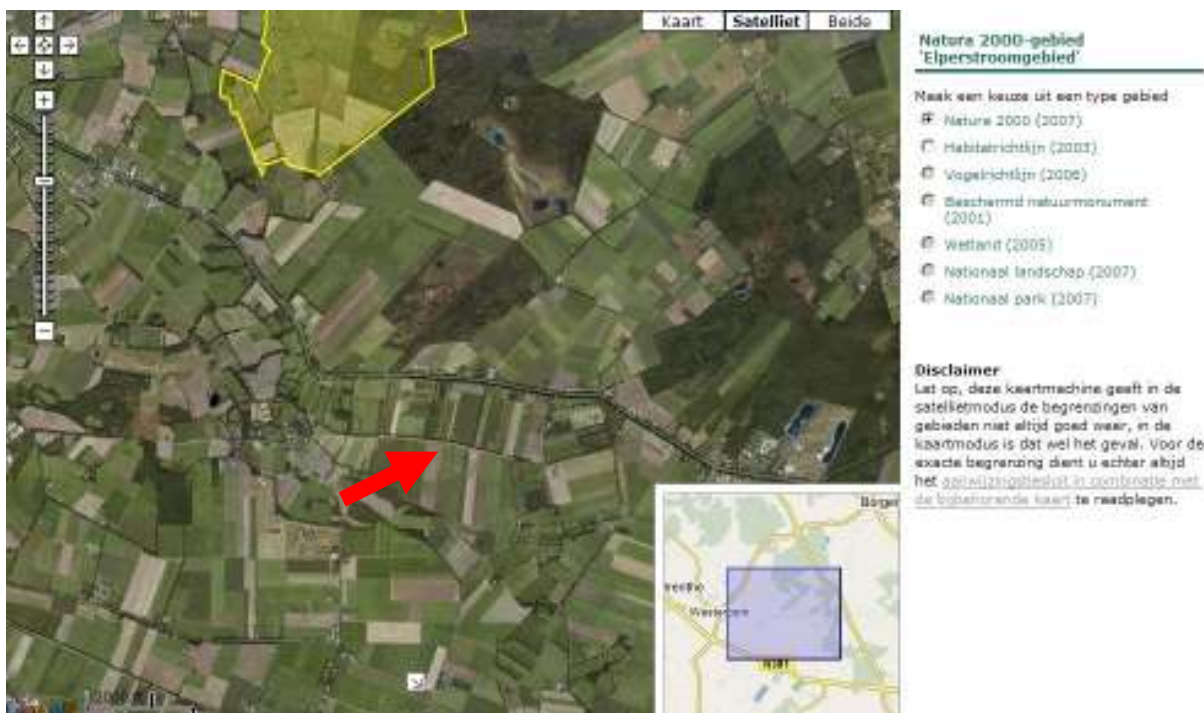 Kaart Satelliet Beide
Natura 2000-gebied
'Elperstroomgebied'
Maak een keuze uit een type gebied
Natura 2000 (2007)
Habitatrichtlijn (2003)
Vogelrichtlijn (2006)
Beschermd natuurmonument
(2001)
Wetland (2005)
Nationaal landschap (2007)
Nationaal park (2007)
Disclaimer
Let op, deze kaartmachine geeft in de
satellietmodus de begrenzingen van
gebieden niet altijd goed weer, in de
kaartmodus is dat wel het geval. Voor de
exacte begrenzing dient u echter altijd
het aanwijzingsbesluit in combinatie met
de bijbehorende kaart te raadplegen.
Borger
N381